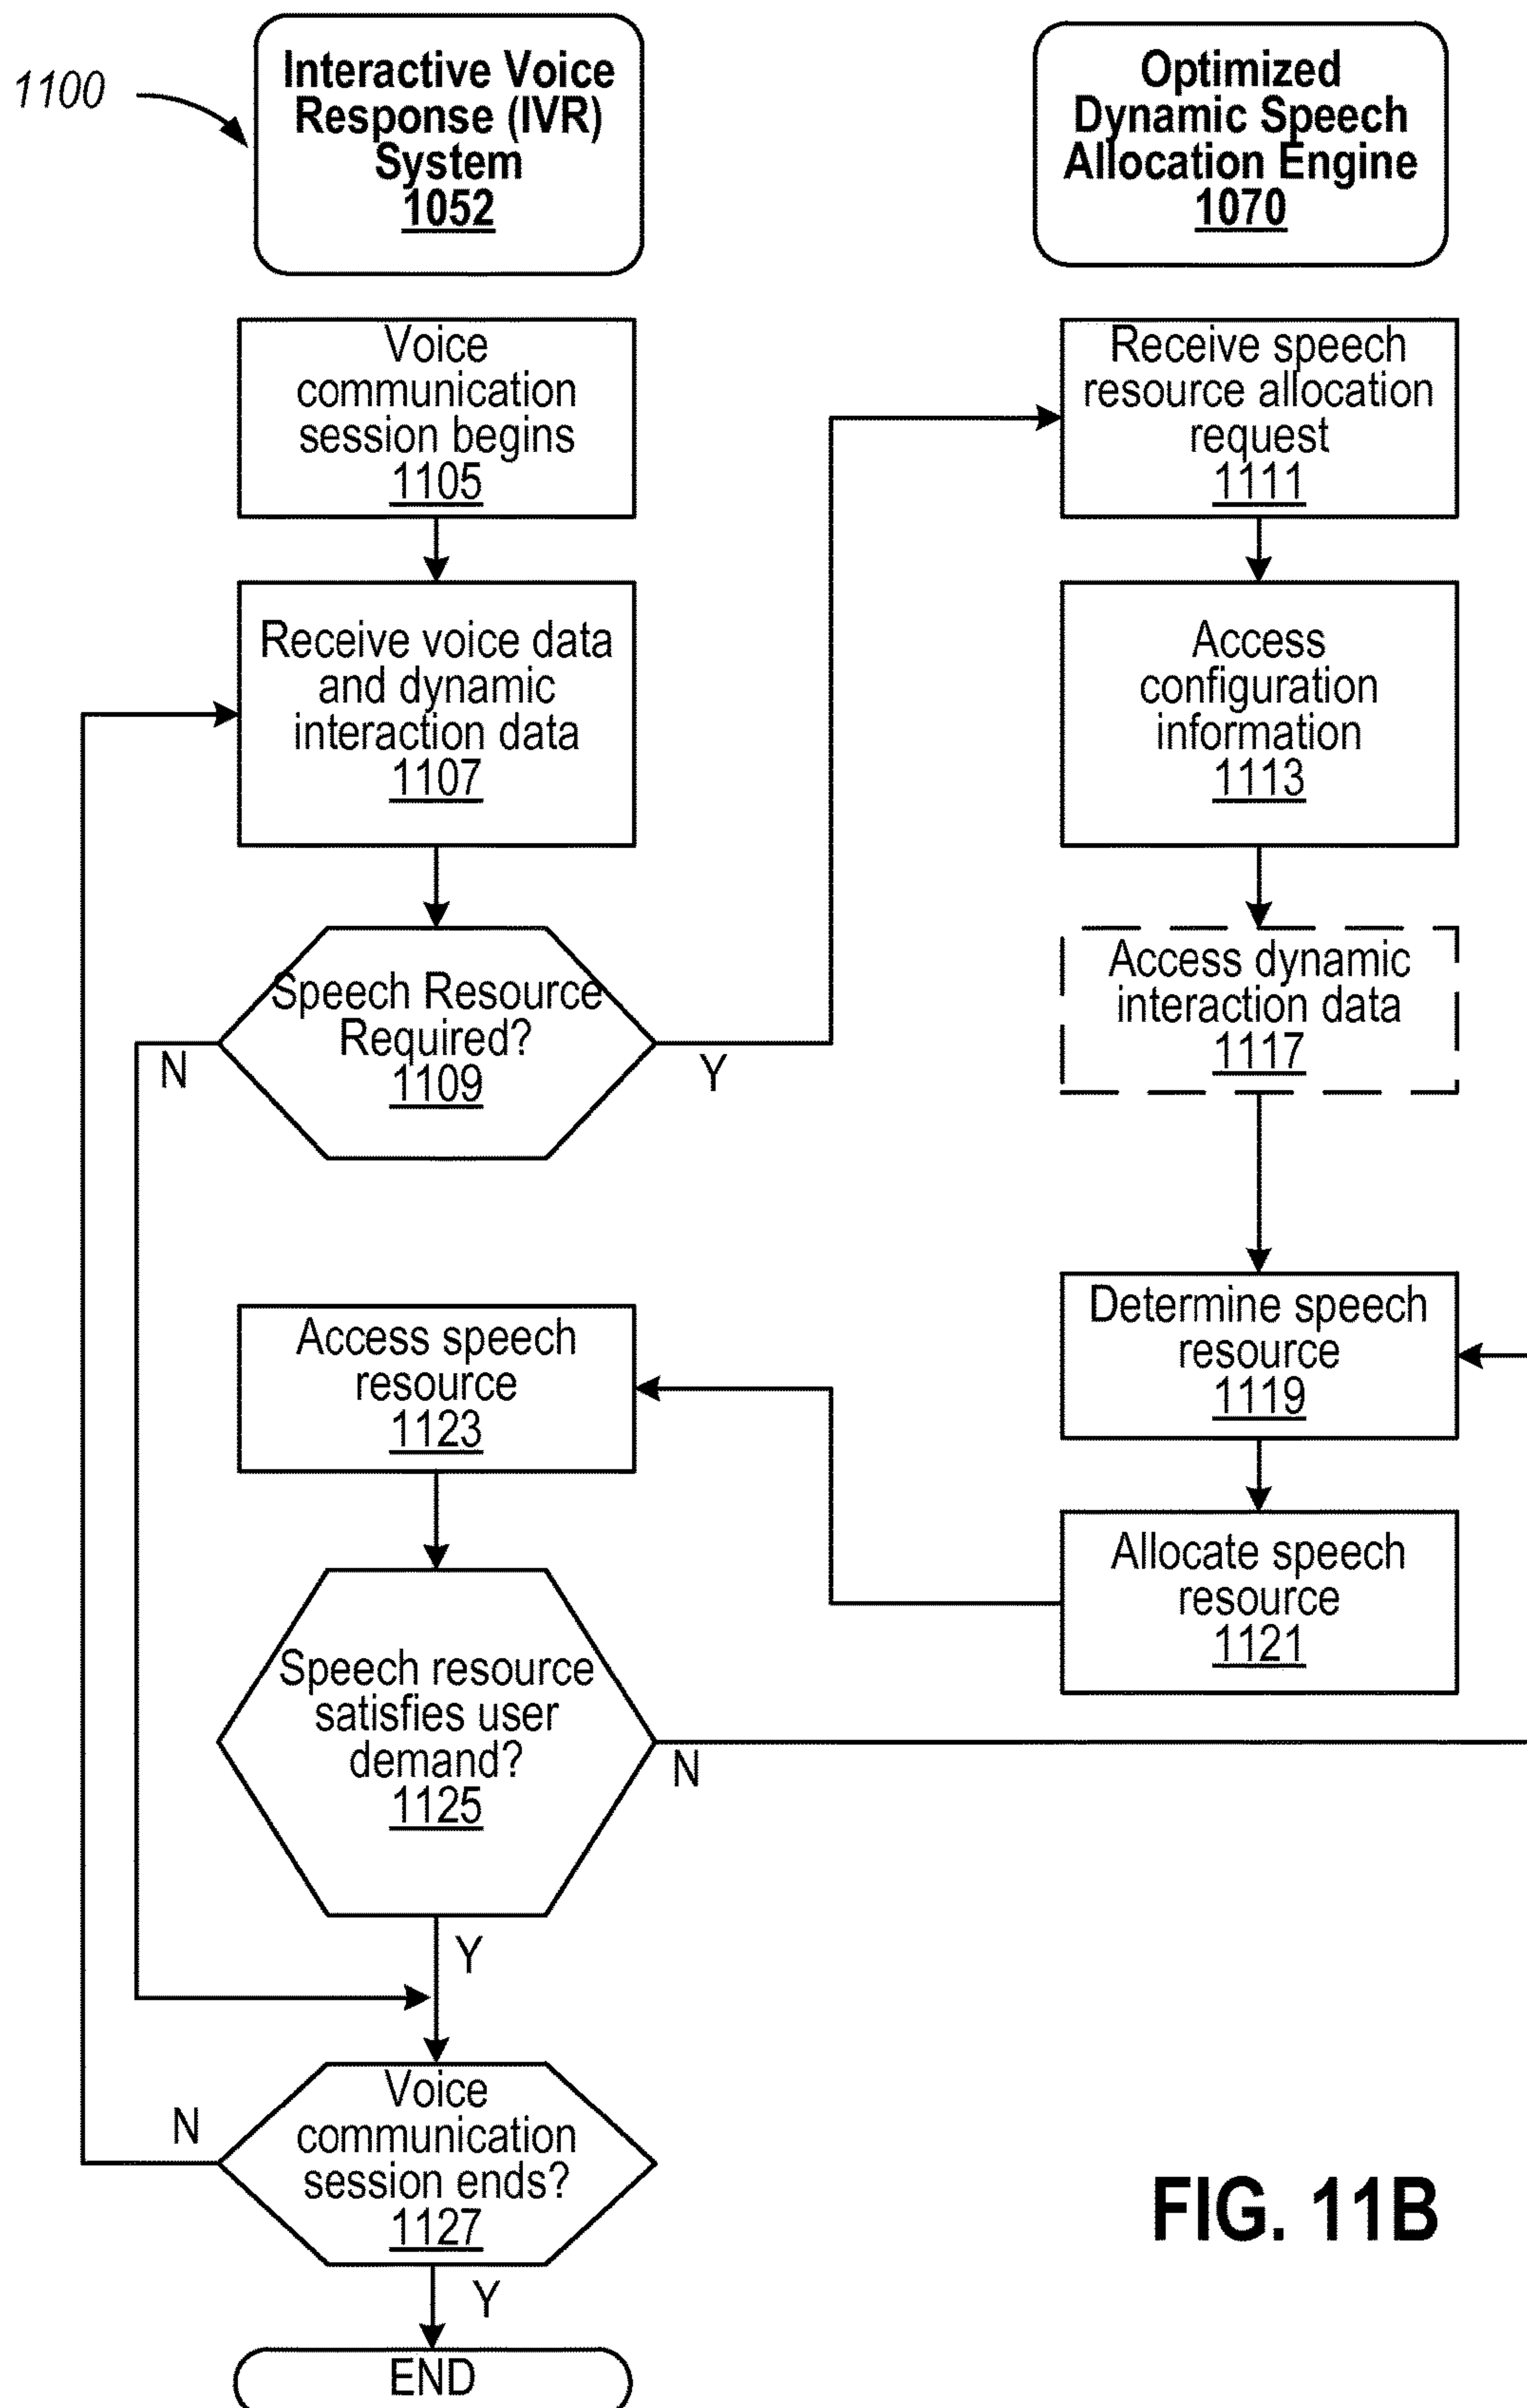 1100
Interactive Voice
Response (IVR)
System
1052
Optimized
Dynamic Speech
Allocation Engine
1070
Voice
communication
session begins
1105
Receive speech
resource allocation
request
1111
Receive voice data
and dynamic
interaction data
1107
Access
configuration
information
1113
Speech Resource
Required?
1109
N
Y
Access dynamic
interaction data
1117
Determine speech
resource
1119
Access speech
resource
1123
Allocate speech
resource
1121
Speech resource
satisfies user
demand?
1125
N
Y
Voice
communication
session ends?
1127
N
Y
END
FIG. 11B